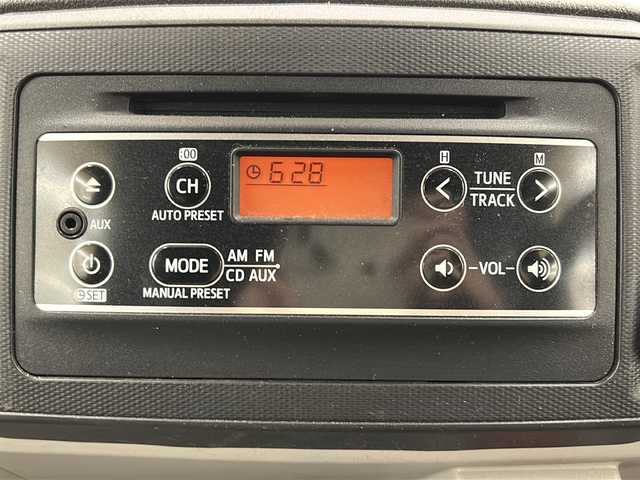 :00
CH
AUTO PRESET
AUX
SET
MODE
AM FM
CD AUX
MANUAL PRESET
6 28
H
M
TUNE
TRACK
-VOL-